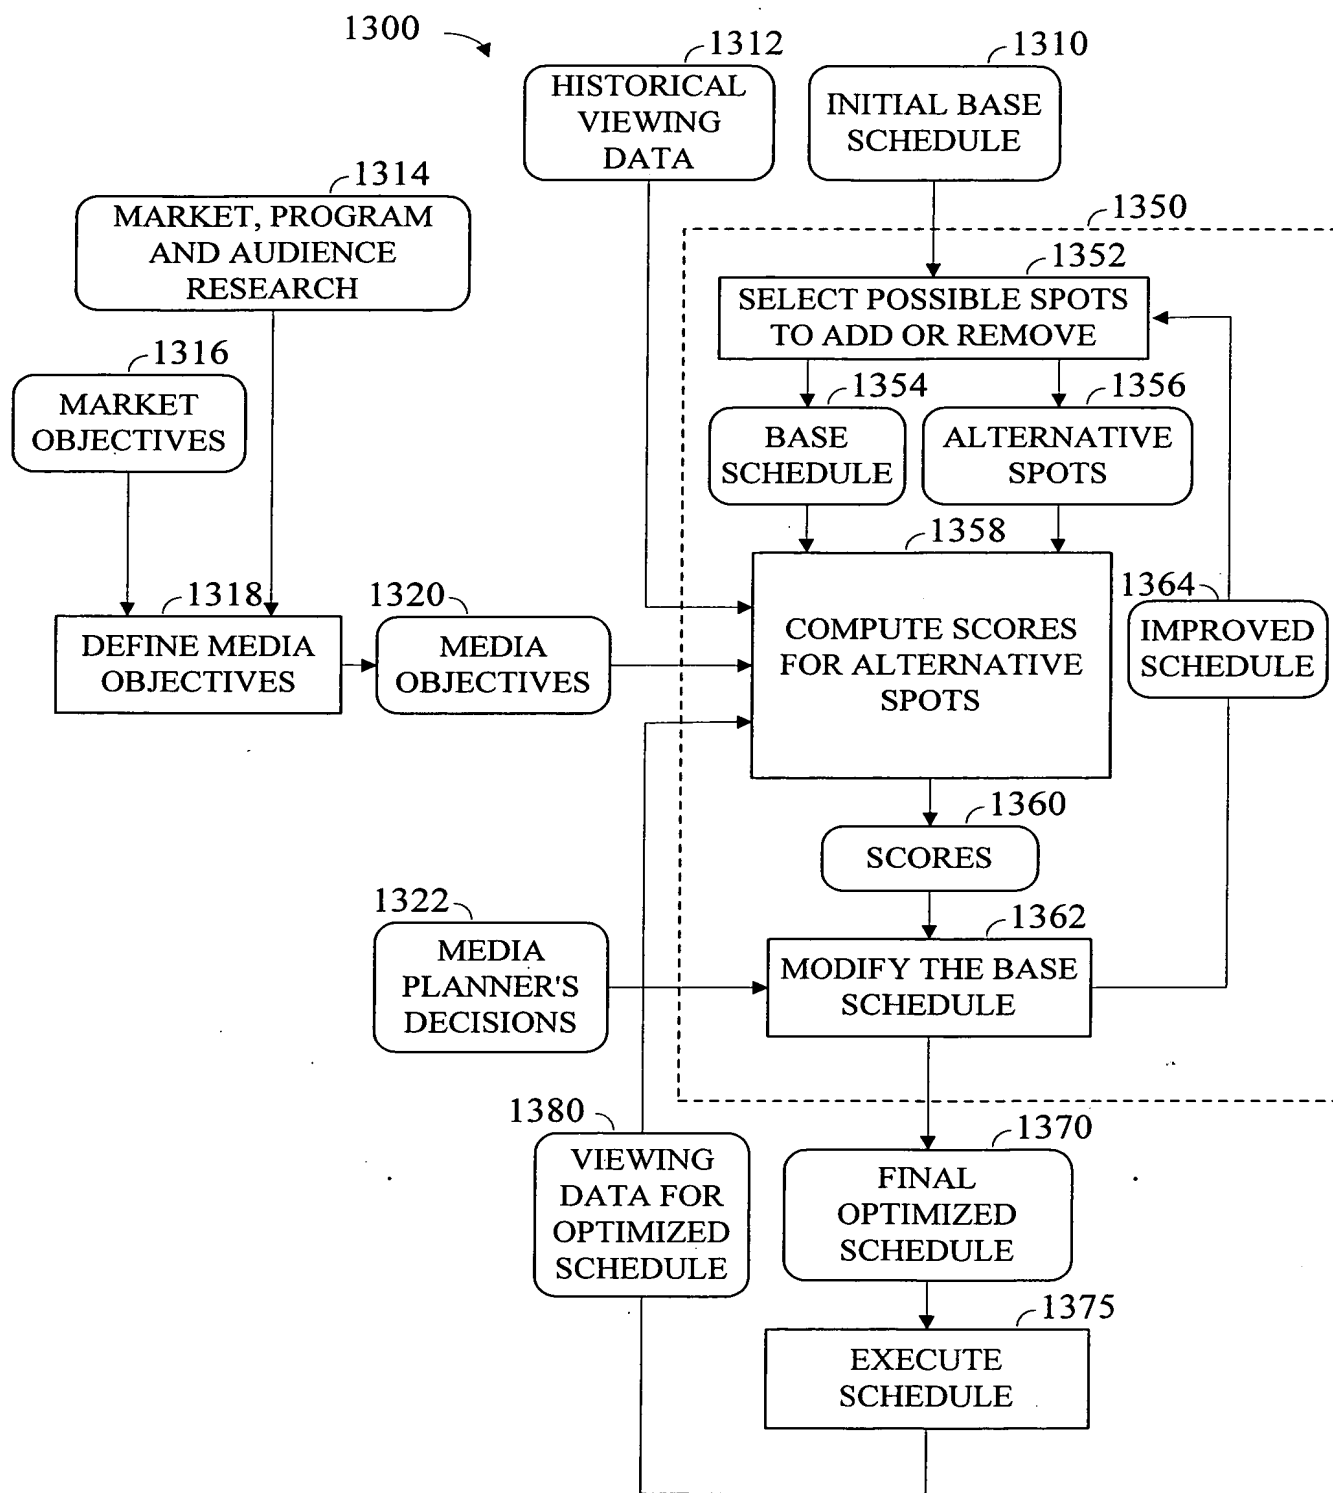 1300
1312
1310
HISTORICAL
VIEWING
DATA
INITIAL BASE
SCHEDULE
1314
MARKET, PROGRAM
AND AUDIENCE
RESEARCH
1350
1352
SELECT POSSIBLE SPOTS
TO ADD OR REMOVE
1316
MARKET
OBJECTIVES
1354
BASE
SCHEDULE
1356
ALTERNATIVE
SPOTS
1318
DEFINE MEDIA
OBJECTIVES
1320
MEDIA
OBJECTIVES
1358
COMPUTE SCORES
FOR ALTERNATIVE
SPOTS
1364
IMPROVED
SCHEDULE
1360
SCORES
1322
MEDIA
PLANNER'S
DECISIONS
1362
MODIFY THE BASE
SCHEDULE
1380
VIEWING
DATA FOR
OPTIMIZED
SCHEDULE
1370
FINAL
OPTIMIZED
SCHEDULE
1375
EXECUTE
SCHEDULE